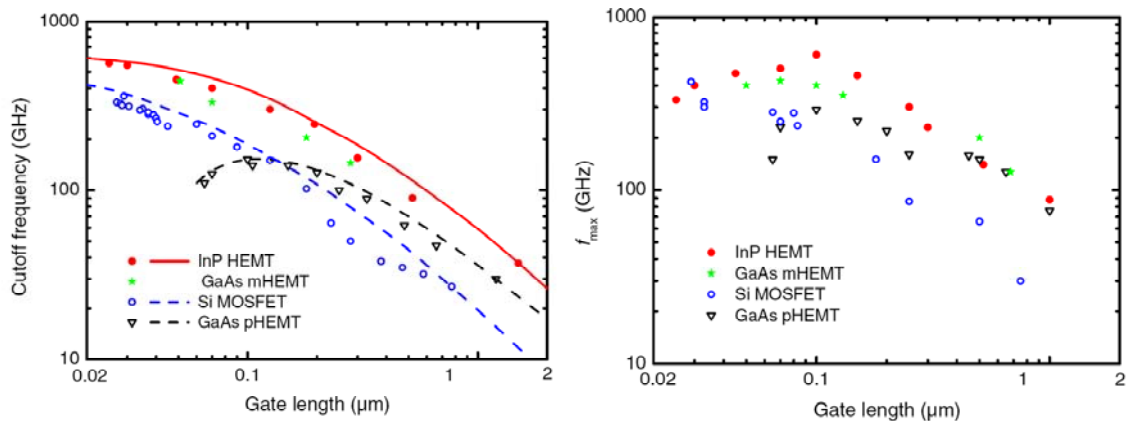 1000
100
10
0.02
0.1
1
2
Cutoff frequency (GHz)
Gate length (μm)
InP HEMT
GaAs mHEMT
Si MOSFET
GaAs pHEMT
1000
100
10
0.02
0.1
1
2
f max (GHz)
Gate length (μm)
InP HEMT
GaAs mHEMT
Si MOSFET
GaAs pHEMT